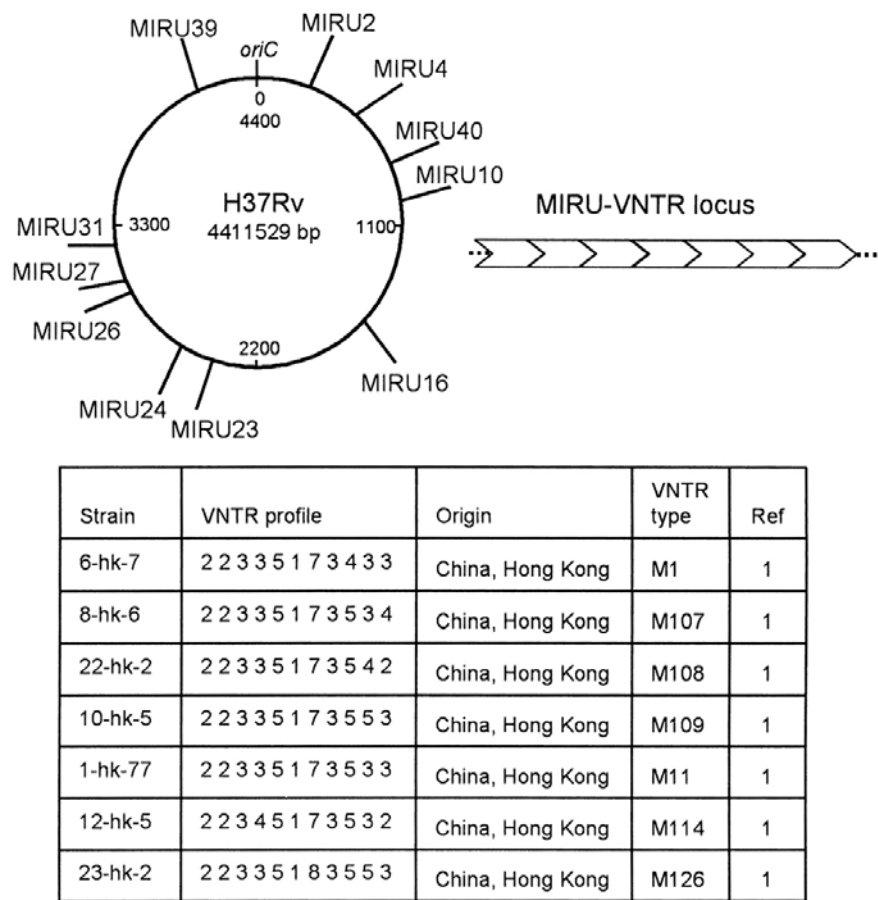 MIRU39
oriC
MIRU2
MIRU4
MIRU40
MIRU10
0
4400
H37Rv
4411529 bp
1100
3300
2200
MIRU31
MIRU27
MIRU26
MIRU24
MIRU23
MIRU16
MIRU-VNTR locus
Strain VNTR profile Origin VNTR type Ref
6-hk-7 2 2 3 3 5 1 7 3 4 3 3 China, Hong Kong M1 1
8-hk-6 2 2 3 3 5 1 7 3 5 3 4 China, Hong Kong M107 1
22-hk-2 2 2 3 3 5 1 7 3 5 4 2 China, Hong Kong M108 1
10-hk-5 2 2 3 3 5 1 7 3 5 5 3 China, Hong Kong M109 1
1-hk-77 2 2 3 3 5 1 7 3 5 3 3 China, Hong Kong M11 1
12-hk-5 2 2 3 4 5 1 7 3 5 3 2 China, Hong Kong M114 1
23-hk-2 2 2 3 3 5 1 8 3 5 5 3 China, Hong Kong M126 1